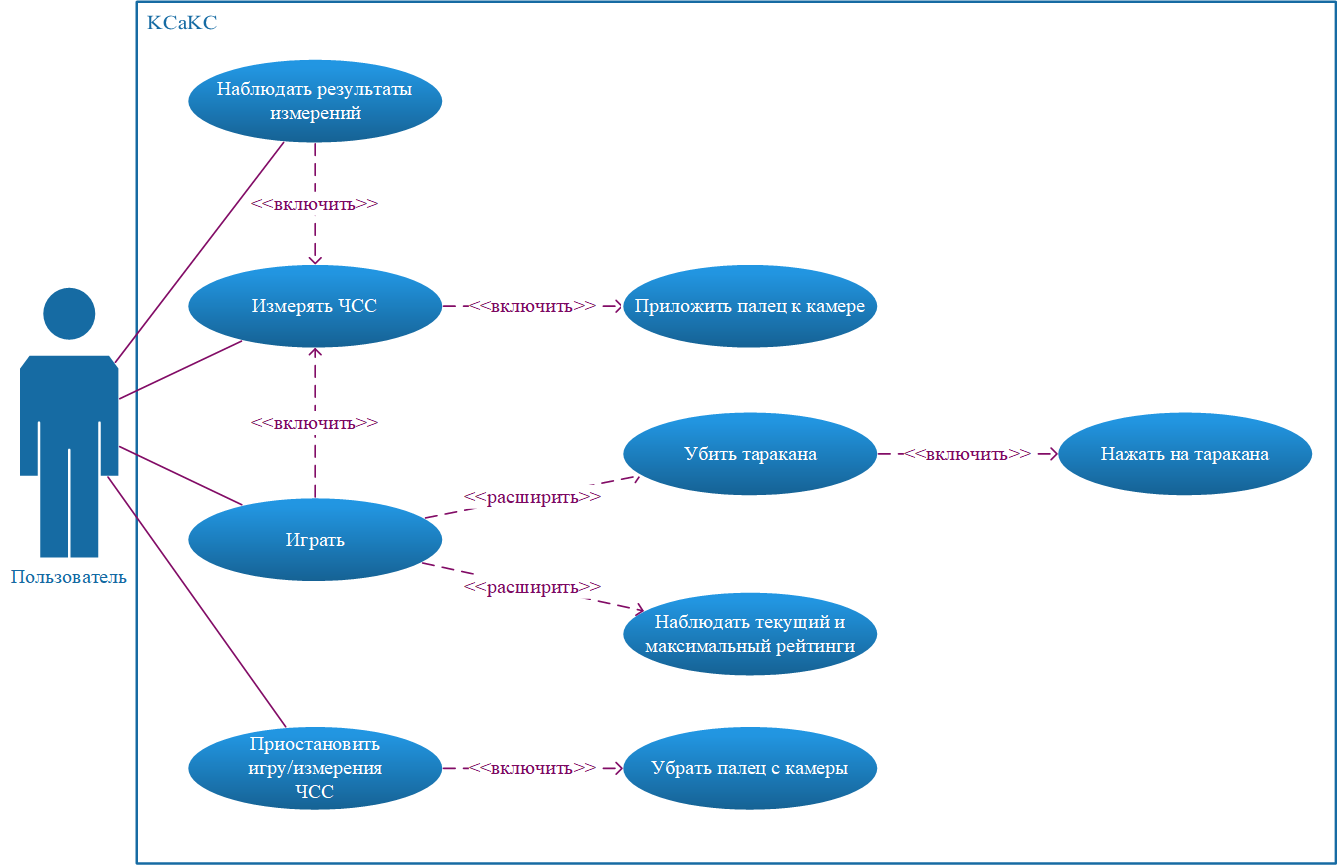 KCaKC
Наблюдать результаты
измерений
<<включить>>
Измерять ЧСС
<<включить>>
Приложить палец к камере
<<включить>>
Убить таракана
<<включить>>
Нажать на таракана
<<расширить>>
Играть
Пользователь
<<расширить>>
Наблюдать текущий и
максимальный рейтинги
Приостановить
игру/измерения
ЧСС
<<включить>>
Убрать палец с камеры